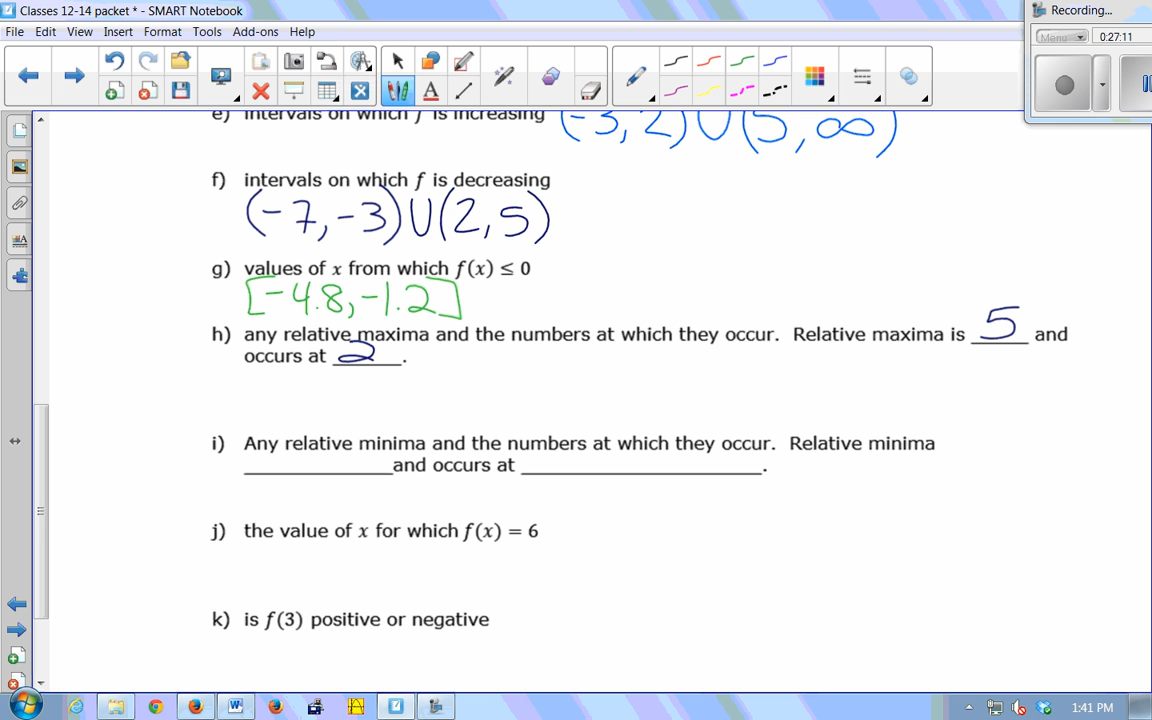 Classes 12-14 packet * - SMART Notebook
Recording...
File Edit View Insert Format Tools Add-ons Help
Menu 0:27:11
e) intervals on which f is increasing (-3, 2) U (5, ∞)
f) intervals on which f is decreasing
(-7, -3) U (2, 5)
g) values of x from which f(x) ≤ 0
[-4.8, -1.2]
h) any relative maxima and the numbers at which they occur. Relative maxima is 5 and
occurs at 2.
i) Any relative minima and the numbers at which they occur. Relative minima
______________and occurs at ______________________.
j) the value of x for which f(x) = 6
k) is f(3) positive or negative
1:41 PM